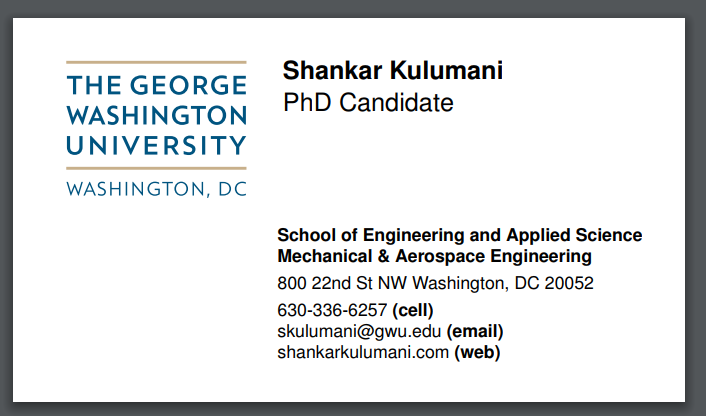 THE GEORGE
WASHINGTON
UNIVERSITY
WASHINGTON, DC
Shankar Kulumani
PhD Candidate
School of Engineering and Applied Science
Mechanical & Aerospace Engineering
800 22nd St NW Washington, DC 20052
630-336-6257 (cell)
skulumani@gwu.edu (email)
shankarkulumani.com (web)